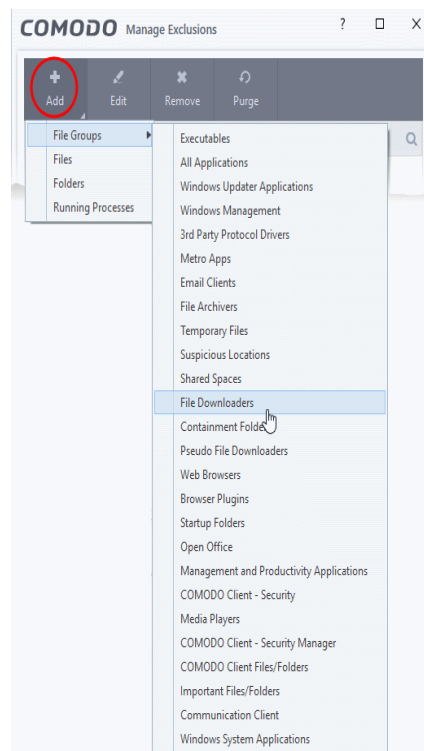 COMODO Manage Exclusions ? X
Add Edit Remove Purge
File Groups
Files
Folders
Running Processes
Executables
All Applications
Windows Updater Applications
Windows Management
3rd Party Protocol Drivers
Metro Apps
Email Clients
File Archivers
Temporary Files
Suspicious Locations
Shared Spaces
File Downloaders
Containment Folders
Pseudo File Downloaders
Web Browsers
Browser Plugins
Startup Folders
Open Office
Management and Productivity Applications
COMODO Client - Security
Media Players
COMODO Client - Security Manager
COMODO Client Files/Folders
Important Files/Folders
Communication Client
Windows System Applications